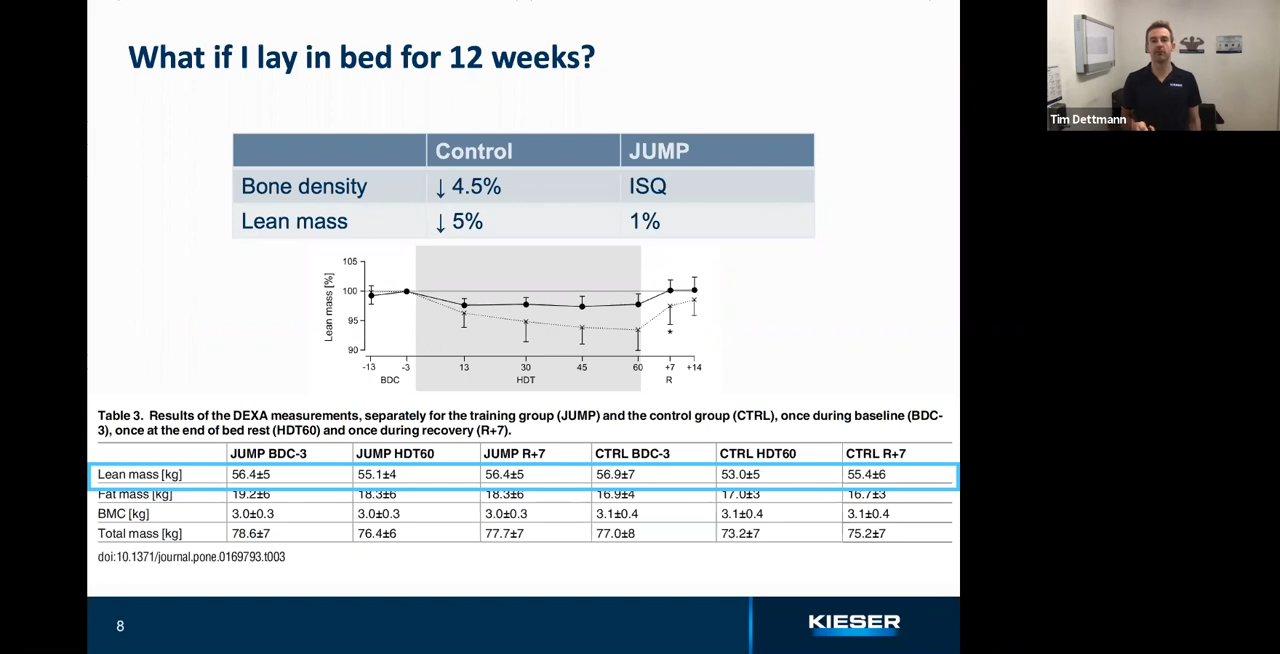 What if I lay in bed for 12 weeks?
Control JUMP
Bone density ↓ 4.5% ISQ
Lean mass ↓ 5% 1%
Lean mass [%]
105
100
95
90
-13 -3 13 30 45 60 +7 +14
BDC HDT R
*
Table 3. Results of the DEXA measurements, separately for the training group (JUMP) and the control group (CTRL), once during baseline (BDC-
3), once at the end of bed rest (HDT60) and once during recovery (R+7).
JUMP BDC-3 JUMP HDT60 JUMP R+7 CTRL BDC-3 CTRL HDT60 CTRL R+7
Lean mass [kg] 56.4±5 55.1±4 56.4±5 56.9±7 53.0±5 55.4±6
Fat mass [kg] 19.2±6 18.3±6 18.3±6 16.9±4 17.0±3 16.7±3
BMC [kg] 3.0±0.3 3.0±0.3 3.0±0.3 3.1±0.4 3.1±0.4 3.1±0.4
Total mass [kg] 78.6±7 76.4±6 77.7±7 77.0±8 73.2±7 75.2±7
doi:10.1371/journal.pone.0169793.t003
8
KIESER
KIESER
Tim Dettmann